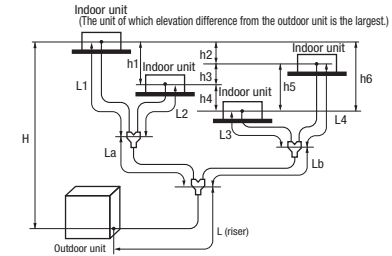 Indoor unit
(The unit of which elevation difference from the outdoor unit is the largest.)
h1
h2
Indoor unit
h6
L1
Indoor unit
h3
Indoor unit
h5
h4
L2
L4
H
L3
La
Lb
L (riser)
Outdoor unit